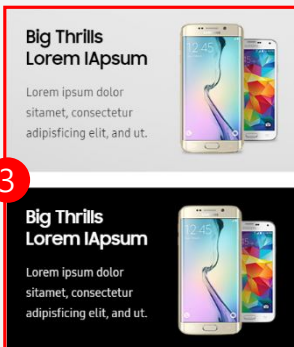 Big Thrills
Lorem IApsum
Lorem ipsum dolor
sitamet, consectetur
adipisficing elit, and ut.
3
Big Thrills
Lorem IApsum
Lorem ipsum dolor
sitamet, consectetur
adipisficing elit, and ut.